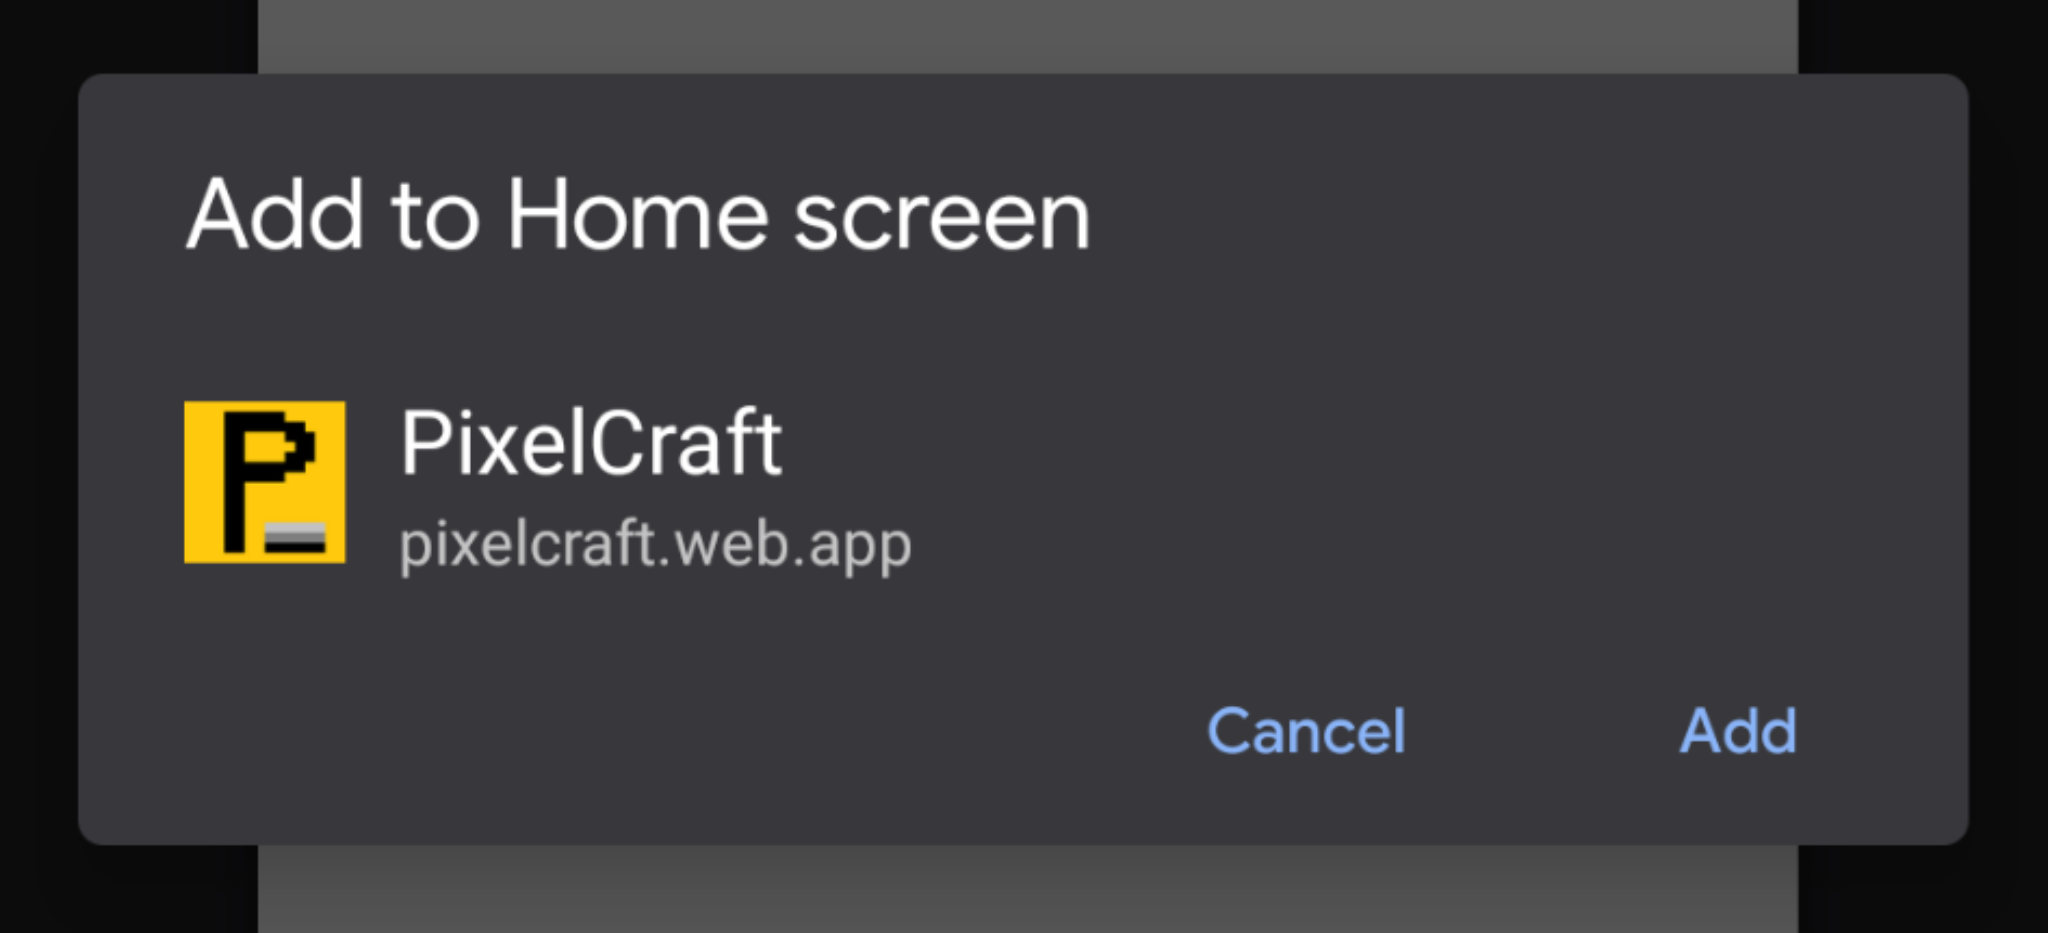 Add to Home screen
P
PixelCraft
pixelcraft.web.app
Cancel Add